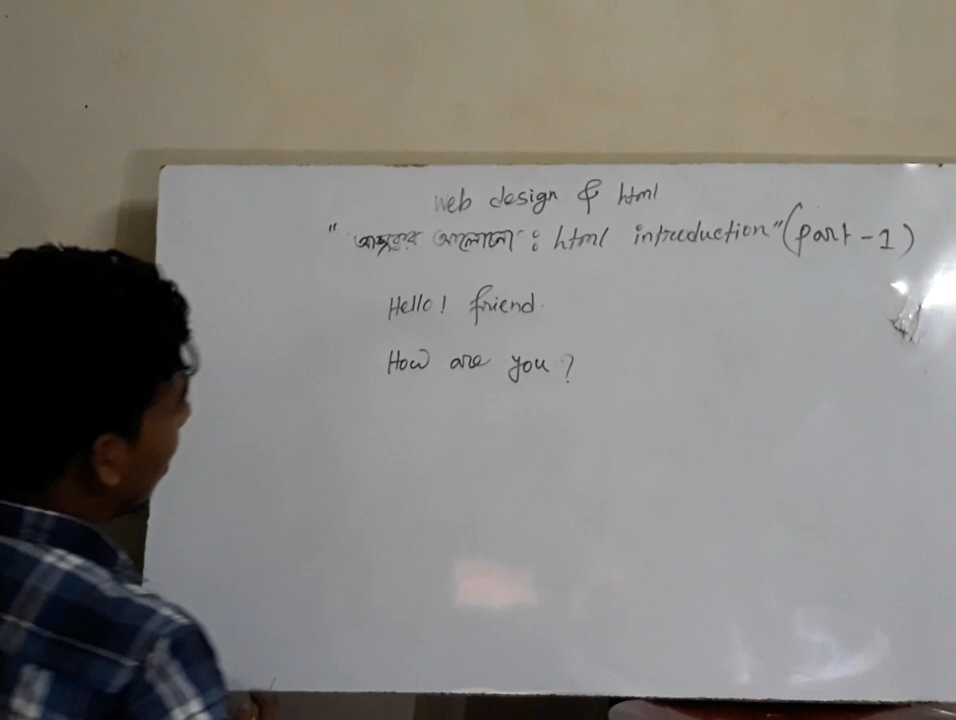 web design & html
" আজকের আলোচনা : html introduction" (part - 1)
Hello! friend.
How are you ?